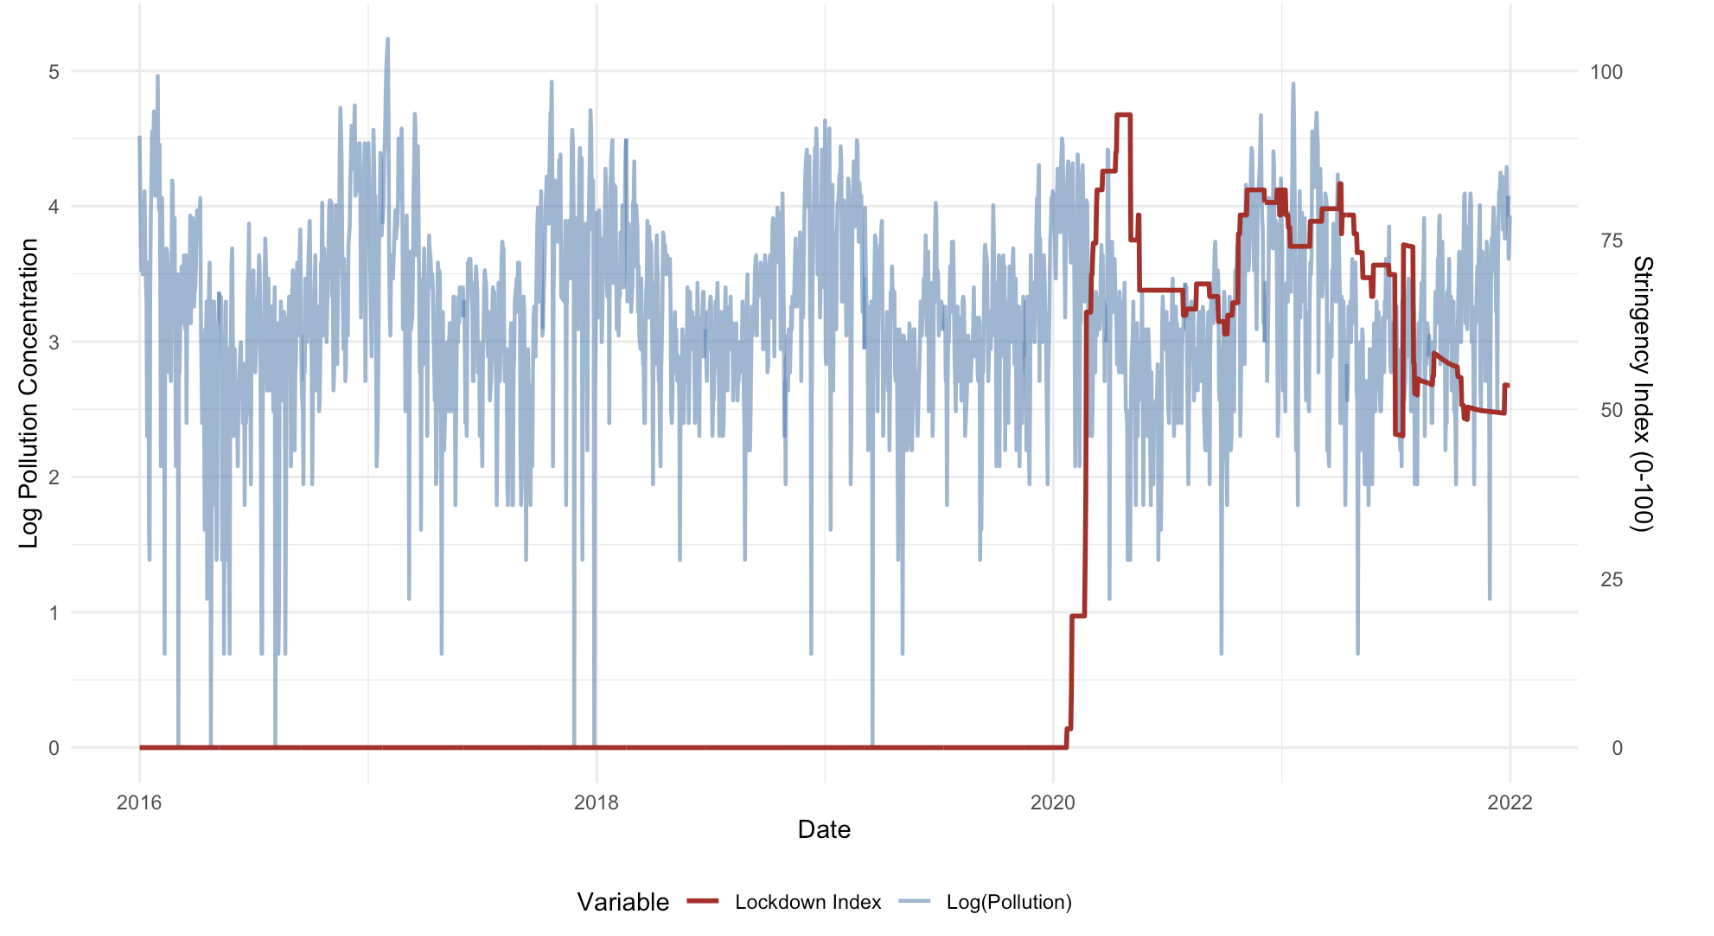 5
4
3
2
1
0
Log Pollution Concentration
100
75
50
25
0
Stringency Index (0-100)
2016 2018 2020 2022
Date
Variable Lockdown Index Log(Pollution)